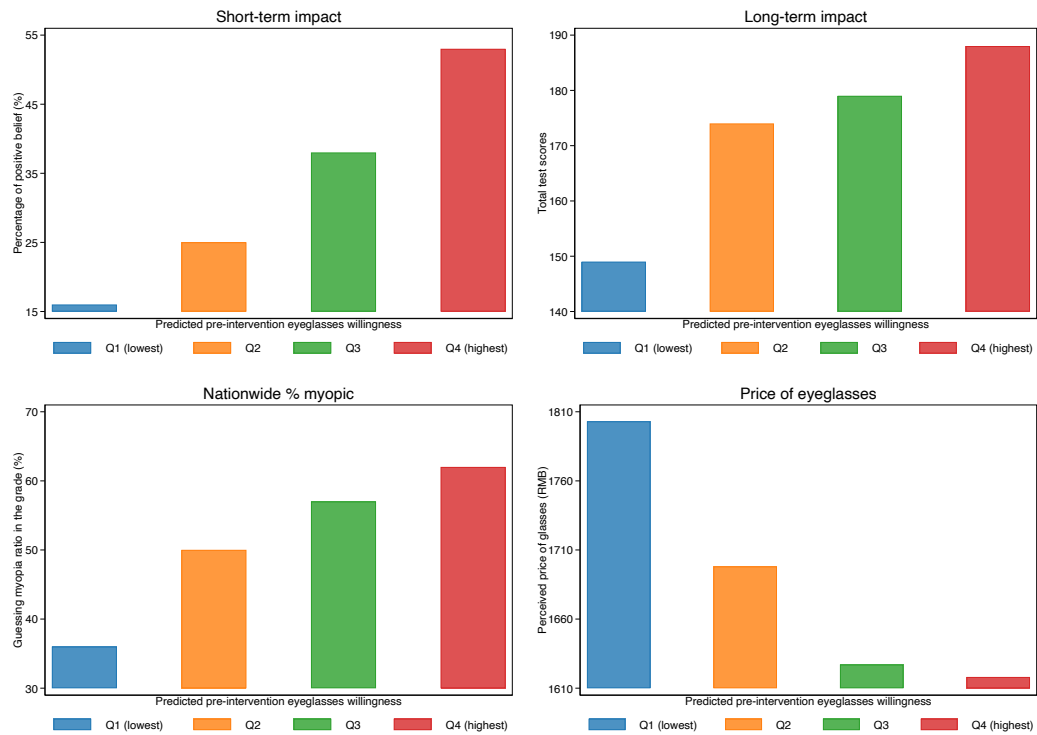 Short-term impact
Percentage of positive belief (%)
55
45
35
25
15
Predicted pre-intervention eyeglasses willingness
Q1 (lowest) Q2 Q3 Q4 (highest)
Long-term impact
Total test scores
190
180
170
160
150
140
Predicted pre-intervention eyeglasses willingness
Q1 (lowest) Q2 Q3 Q4 (highest)
Nationwide % myopic
Guessing myopia ratio in the grade (%)
70
60
50
40
30
Predicted pre-intervention eyeglasses willingness
Q1 (lowest) Q2 Q3 Q4 (highest)
Price of eyeglasses
Perceived price of glasses (RMB)
1810
1760
1710
1660
1610
Predicted pre-intervention eyeglasses willingness
Q1 (lowest) Q2 Q3 Q4 (highest)